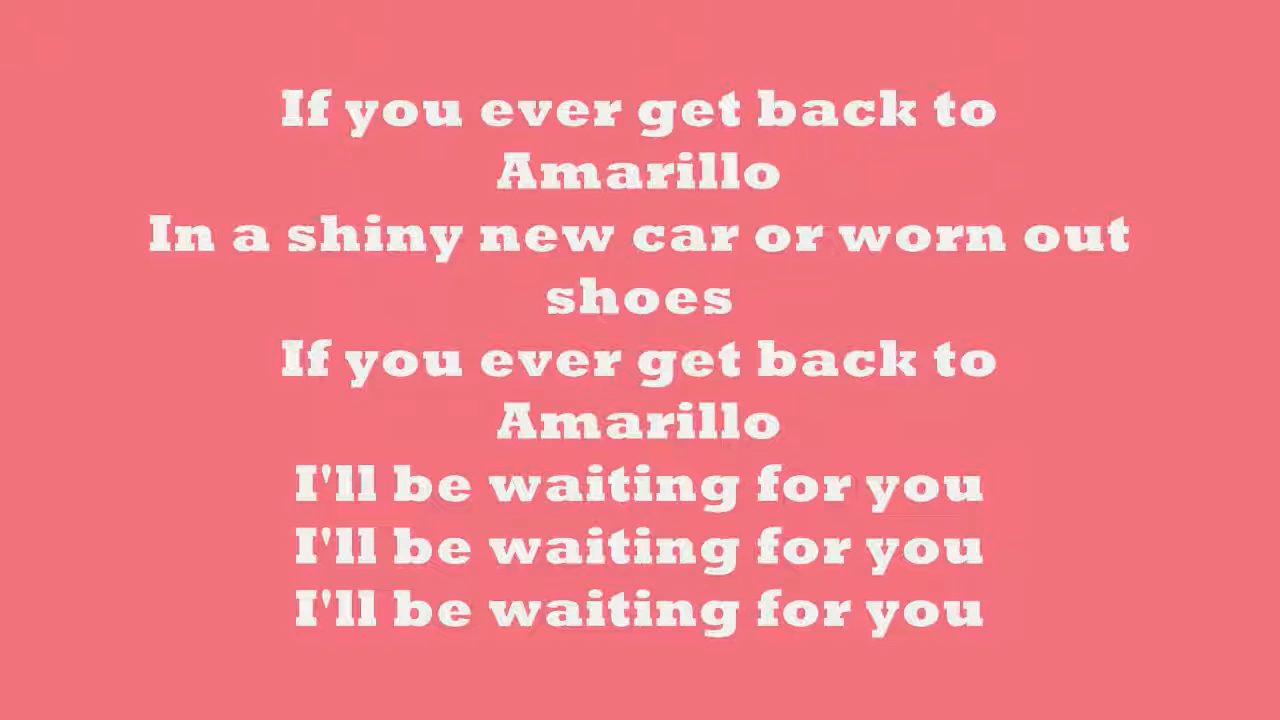 If you ever get back to
Amarillo
In a shiny new car or worn out
shoes
If you ever get back to
Amarillo
I'll be waiting for you
I'll be waiting for you
I'll be waiting for you